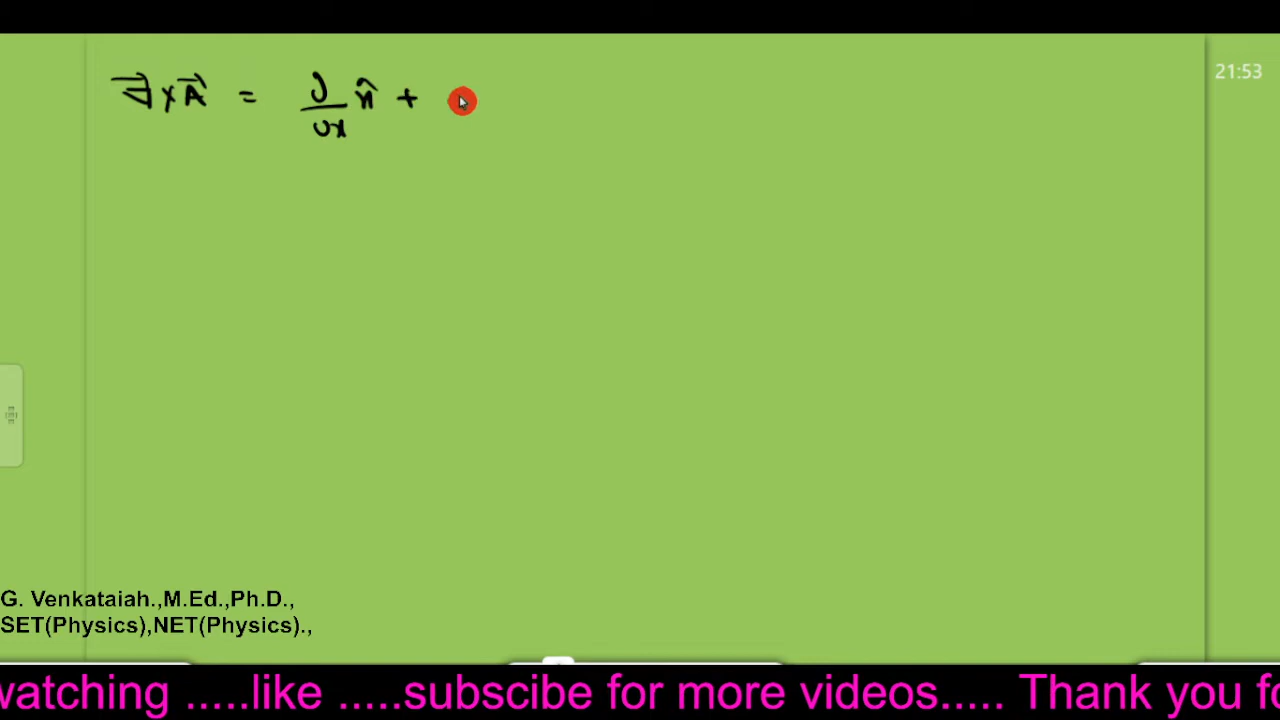 21:53
∇⃗ × A⃗ = ∂/∂x x̂ +
G. Venkataiah.,M.Ed.,Ph.D.,
SET(Physics),NET(Physics).,
watching .....like .....subscibe for more videos..... Thank you fo